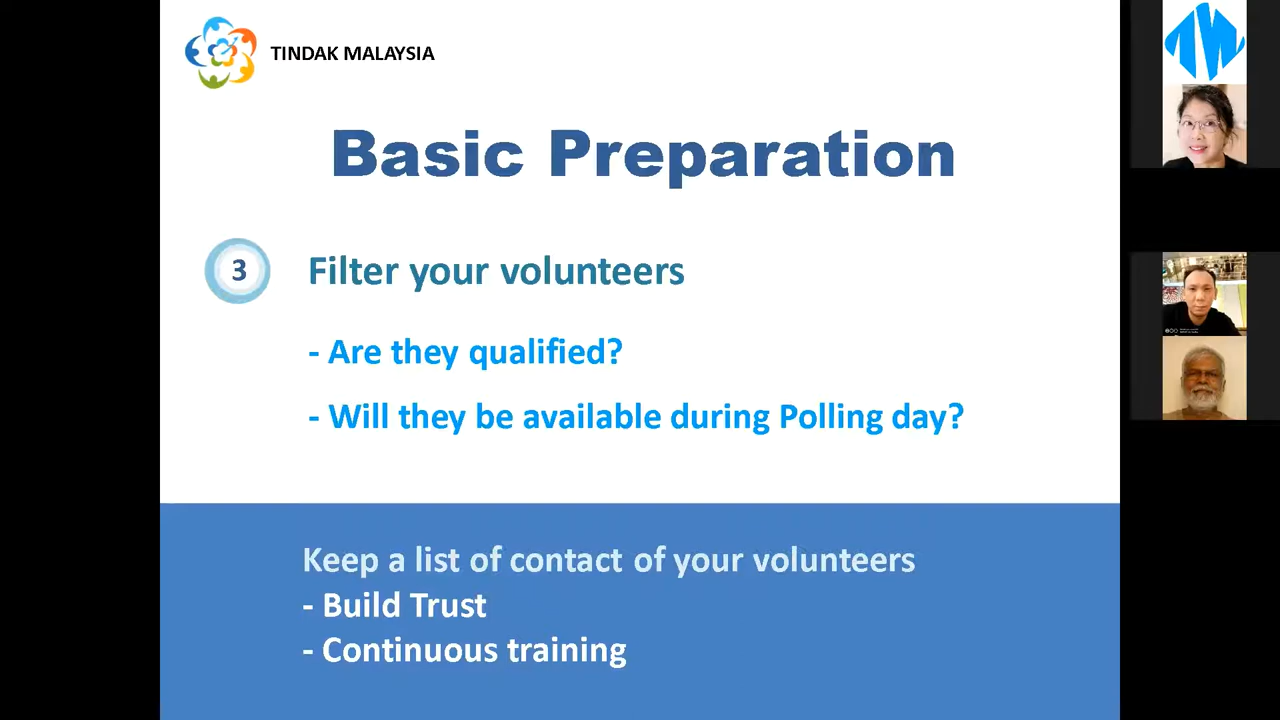 TINDAK MALAYSIA
Basic Preparation
3
Filter your volunteers
- Are they qualified?
- Will they be available during Polling day?
Keep a list of contact of your volunteers
- Build Trust
- Continuous training